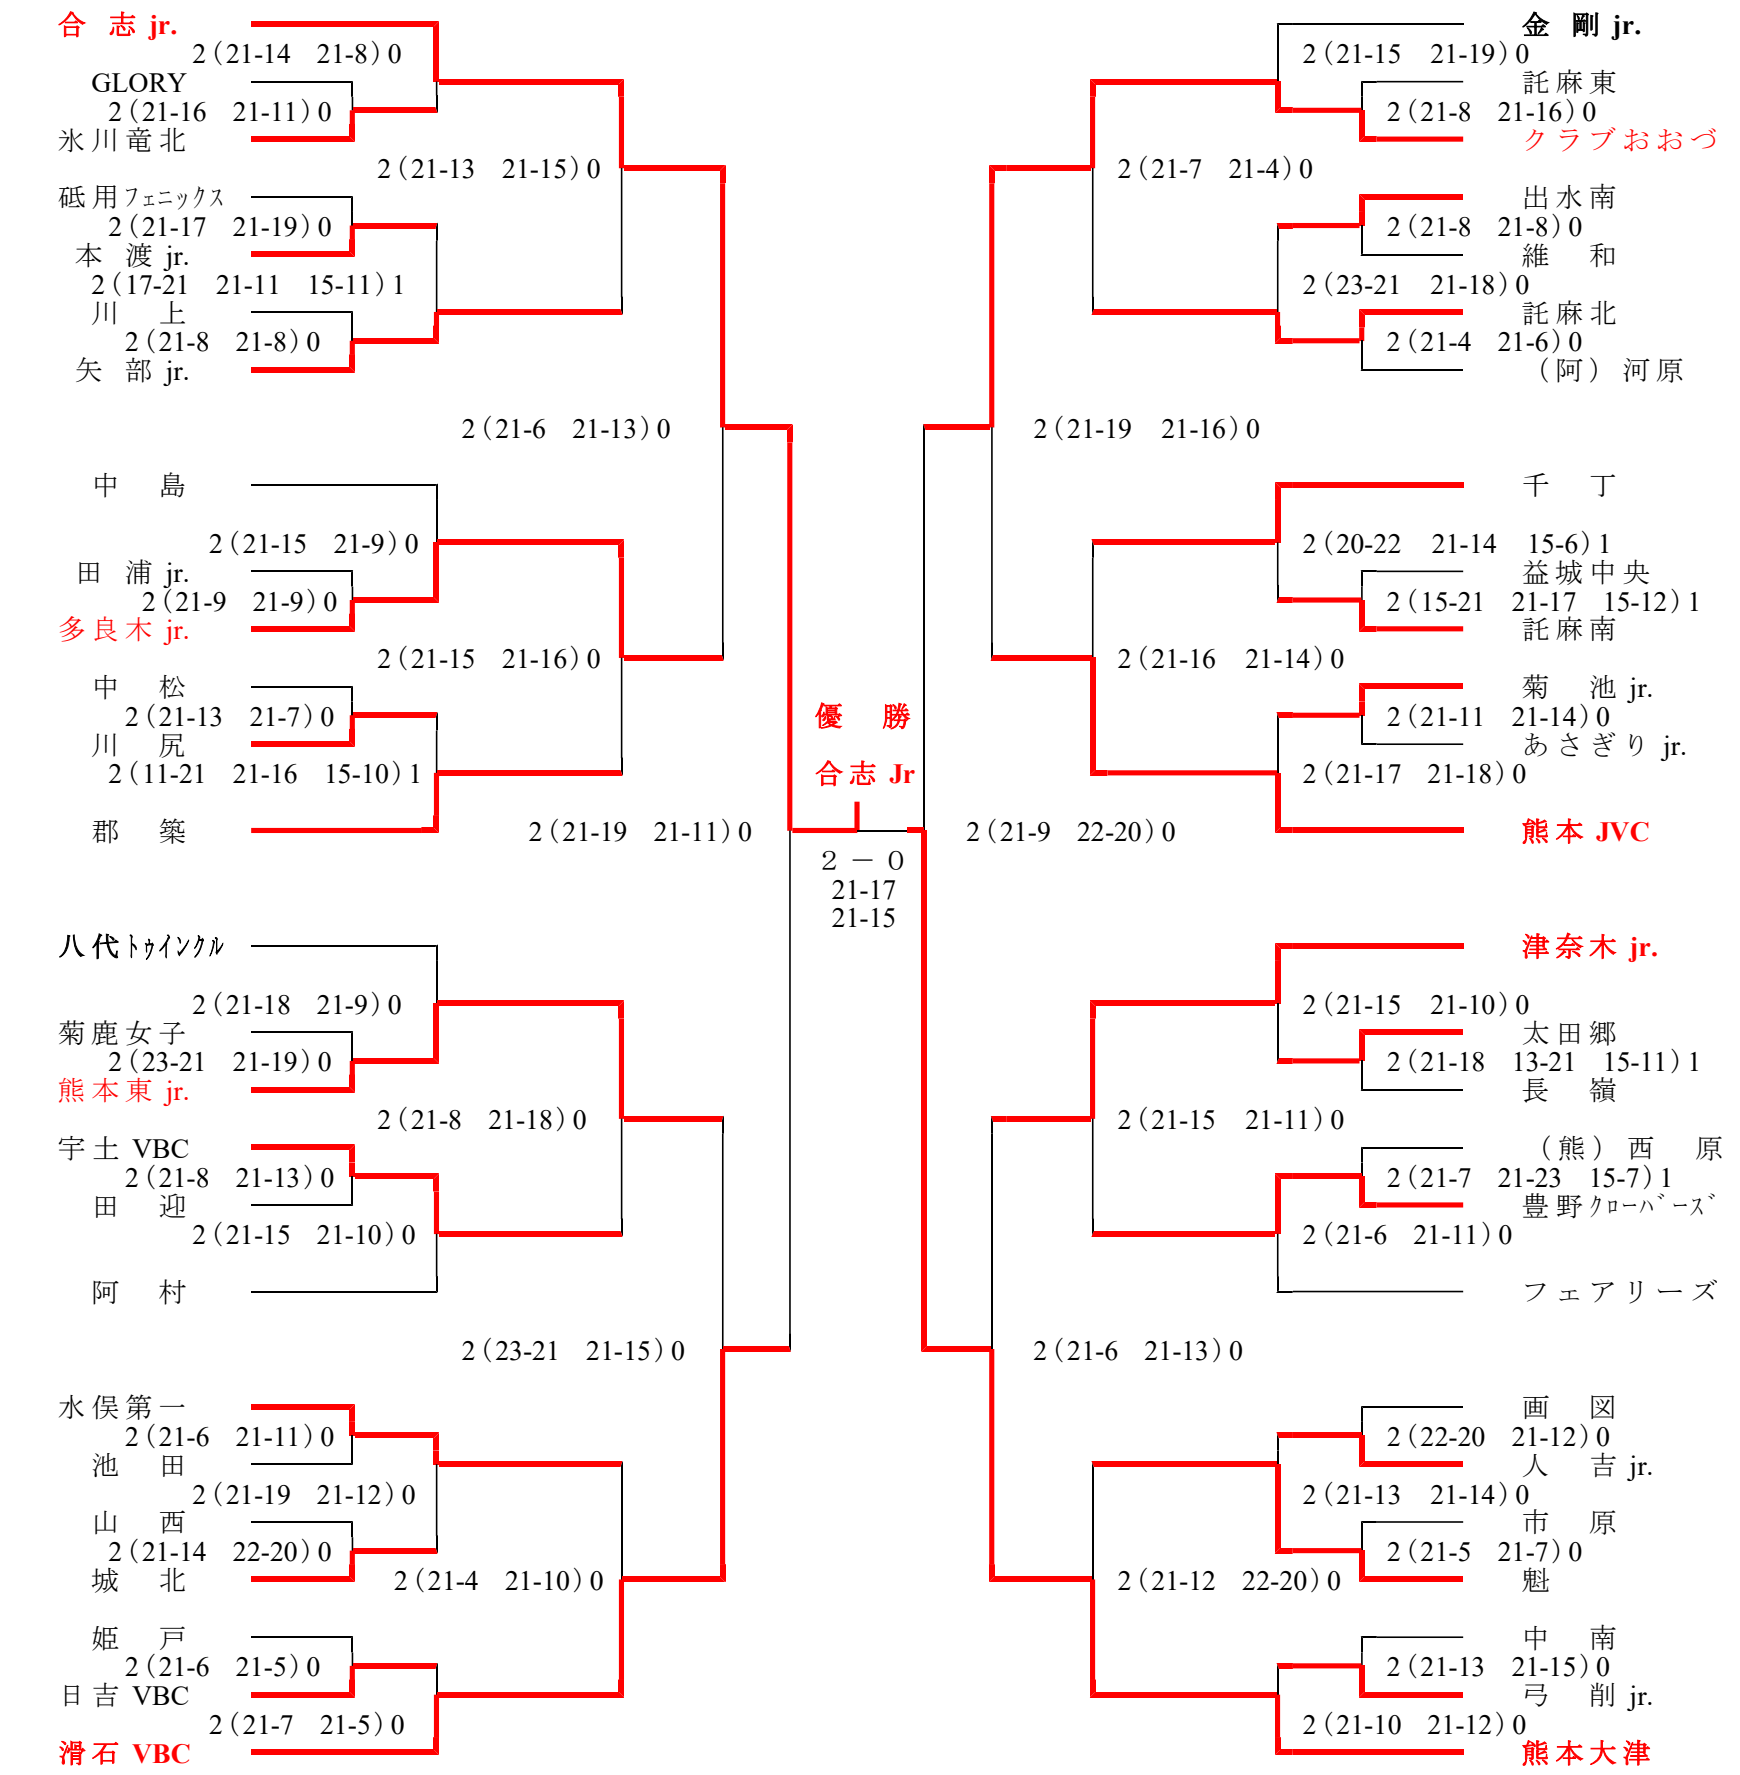 合 志 jr.
2(21-14 21-8)0
GLORY
2(21-16 21-11)0
氷川竜北
2(21-13 21-15)0
砥用フェニックス
2(21-17 21-19)0
本 渡 jr.
2(17-21 21-11 15-11)1
川 上
2(21-8 21-8)0
矢 部 jr.
2(21-6 21-13)0
中 島
2(21-15 21-9)0
田 浦 jr.
2(21-9 21-9)0
多良木 jr.
2(21-15 21-16)0
中 松
2(21-13 21-7)0
川 尻
2(11-21 21-16 15-10)1
郡 築
2(21-19 21-11)0
八代トゥインクル
2(21-18 21-9)0
菊鹿女子
2(23-21 21-19)0
熊本東 jr.
2(21-8 21-18)0
宇土 VBC
2(21-8 21-13)0
田 迎
2(21-15 21-10)0
阿 村
2(23-21 21-15)0
水俣第一
2(21-6 21-11)0
池 田
2(21-19 21-12)0
山 西
2(21-14 22-20)0
城 北
2(21-4 21-10)0
姫 戸
2(21-6 21-5)0
日吉 VBC
2(21-7 21-5)0
滑石 VBC
優 勝
合志 Jr
2－0
21-17
21-15
金 剛 jr.
2(21-15 21-19)0
託麻東
2(21-8 21-16)0
クラブおおづ
2(21-7 21-4)0
出水南
2(21-8 21-8)0
維 和
2(23-21 21-18)0
託麻北
2(21-4 21-6)0
（阿）河原
2(21-19 21-16)0
千 丁
2(20-22 21-14 15-6)1
益城中央
2(15-21 21-17 15-12)1
託麻南
2(21-16 21-14)0
菊 池 jr.
2(21-11 21-14)0
あさぎり jr.
2(21-17 21-18)0
熊本 JVC
2(21-9 22-20)0
津奈木 jr.
2(21-15 21-10)0
太田郷
2(21-18 13-21 15-11)1
長 嶺
2(21-15 21-11)0
（熊）西 原
2(21-7 21-23 15-7)1
豊野クローバーズ
2(21-6 21-11)0
フェアリーズ
2(21-6 21-13)0
画 図
2(22-20 21-12)0
人 吉 jr.
2(21-13 21-14)0
市 原
2(21-5 21-7)0
魁
2(21-12 22-20)0
中 南
2(21-13 21-15)0
弓 削 jr.
2(21-10 21-12)0
熊本大津